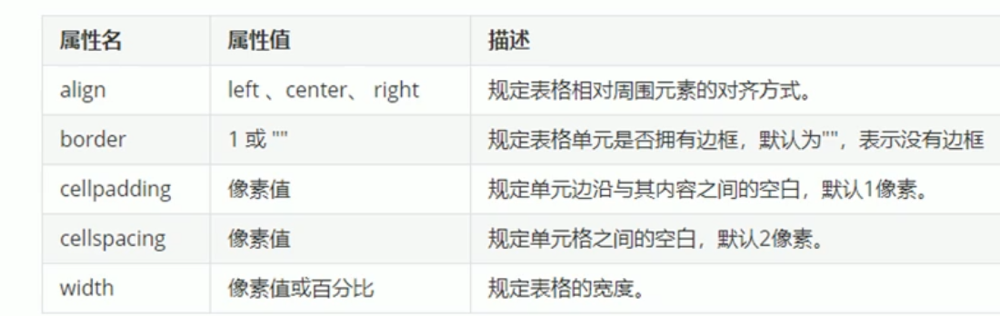 属性名 属性值 描述
align left 、center、 right 规定表格相对周围元素的对齐方式。
border 1 或 "" 规定表格单元是否拥有边框，默认为""，表示没有边框
cellpadding 像素值 规定单元边沿与其内容之间的空白，默认1像素。
cellspacing 像素值 规定单元格之间的空白，默认2像素。
width 像素值或百分比 规定表格的宽度。